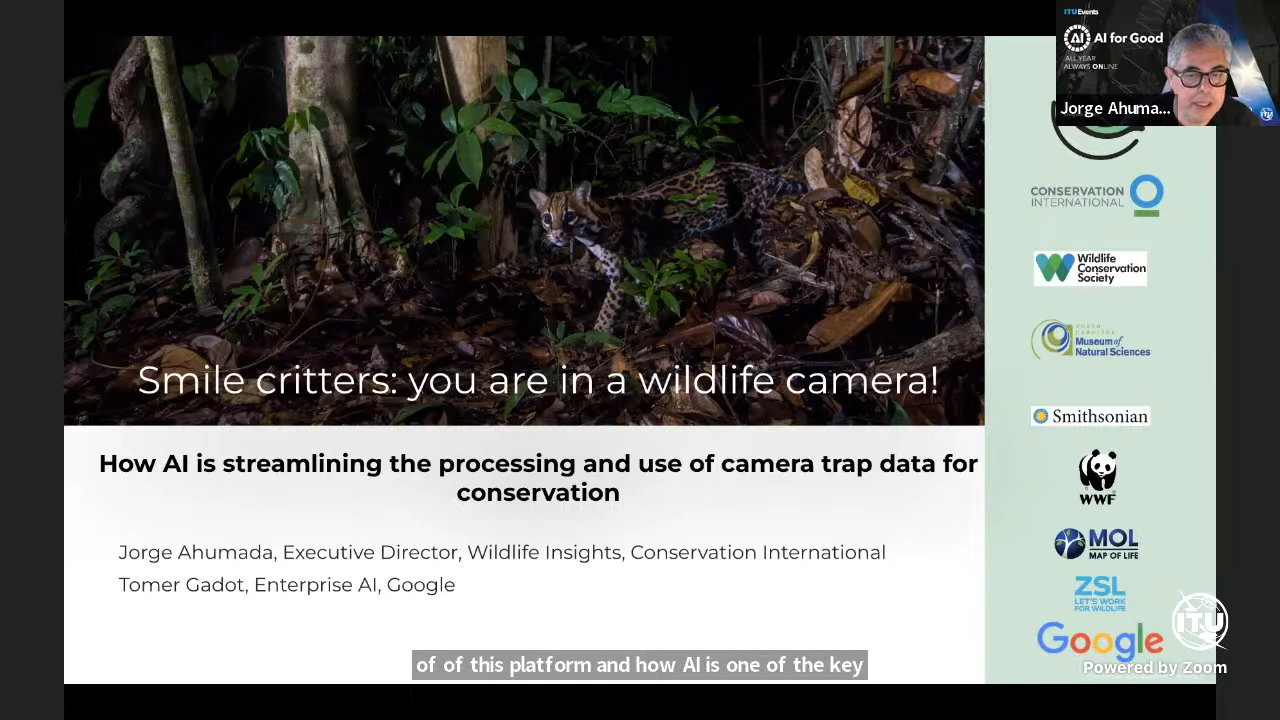 ITUEvents
AI AI for Good
ALL YEAR
ALWAYS ONLINE
Jorge Ahuma...
CONSERVATION
INTERNATIONAL
Wildlife
Conservation
Society
NORTH
CAROLINA
Museum of
Natural Sciences
Smithsonian
WWF
MOL
MAP OF LIFE
ZSL
LET'S WORK
FOR WILDLIFE
Google
ITU
Powered by Zoom
Smile critters: you are in a wildlife camera!
How AI is streamlining the processing and use of camera trap data for
conservation
Jorge Ahumada, Executive Director, Wildlife Insights, Conservation International
Tomer Gadot, Enterprise AI, Google
of of this platform and how AI is one of the key